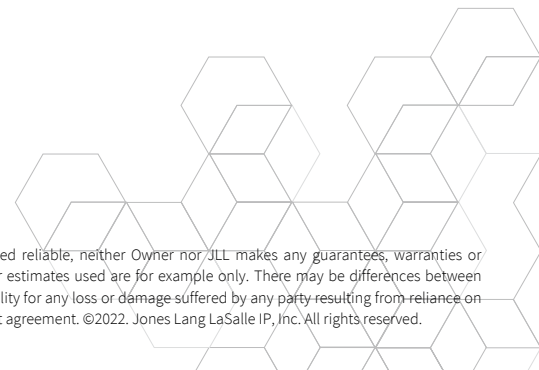 ed reliable, neither Owner nor JLL makes any guarantees, warranties or
r estimates used are for example only. There may be differences between
lity for any loss or damage suffered by any party resulting from reliance on
t agreement. ©2022. Jones Lang LaSalle IP, Inc. All rights reserved.